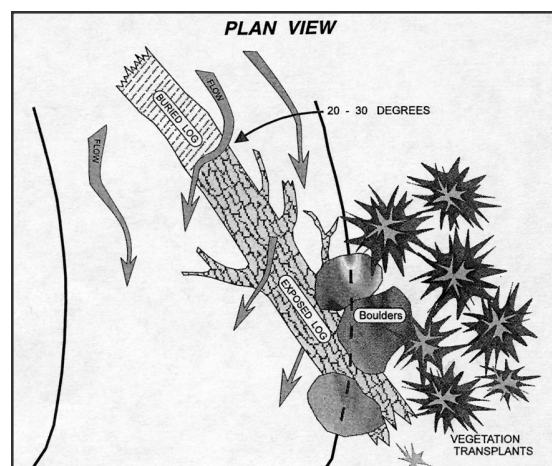 PLAN VIEW
BURIED LOG
FLOW
20 - 30 DEGREES
FLOW
EXPOSED LOG
Boulders
VEGETATION
TRANSPLANTS